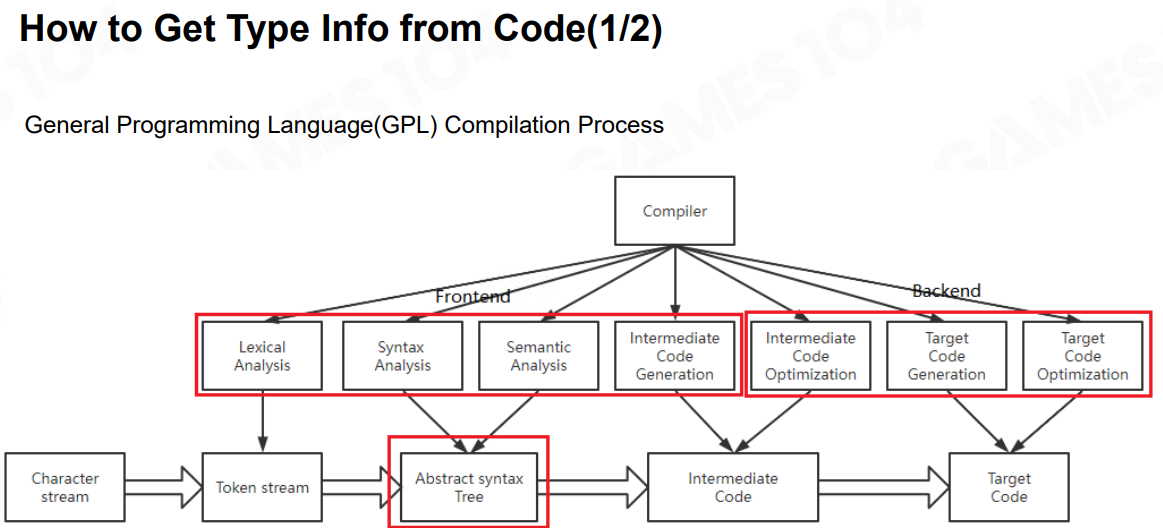 How to Get Type Info from Code(1/2)
GAMES 104
General Programming Language(GPL) Compilation Process
Compiler
Frontend
Backend
Lexical
Analysis
Syntax
Analysis
Semantic
Analysis
Intermediate
Code
Generation
Intermediate
Code
Optimization
Target
Code
Generation
Target
Code
Optimization
Character
stream
Token stream
Abstract syntax
Tree
Intermediate
Code
Target
Code